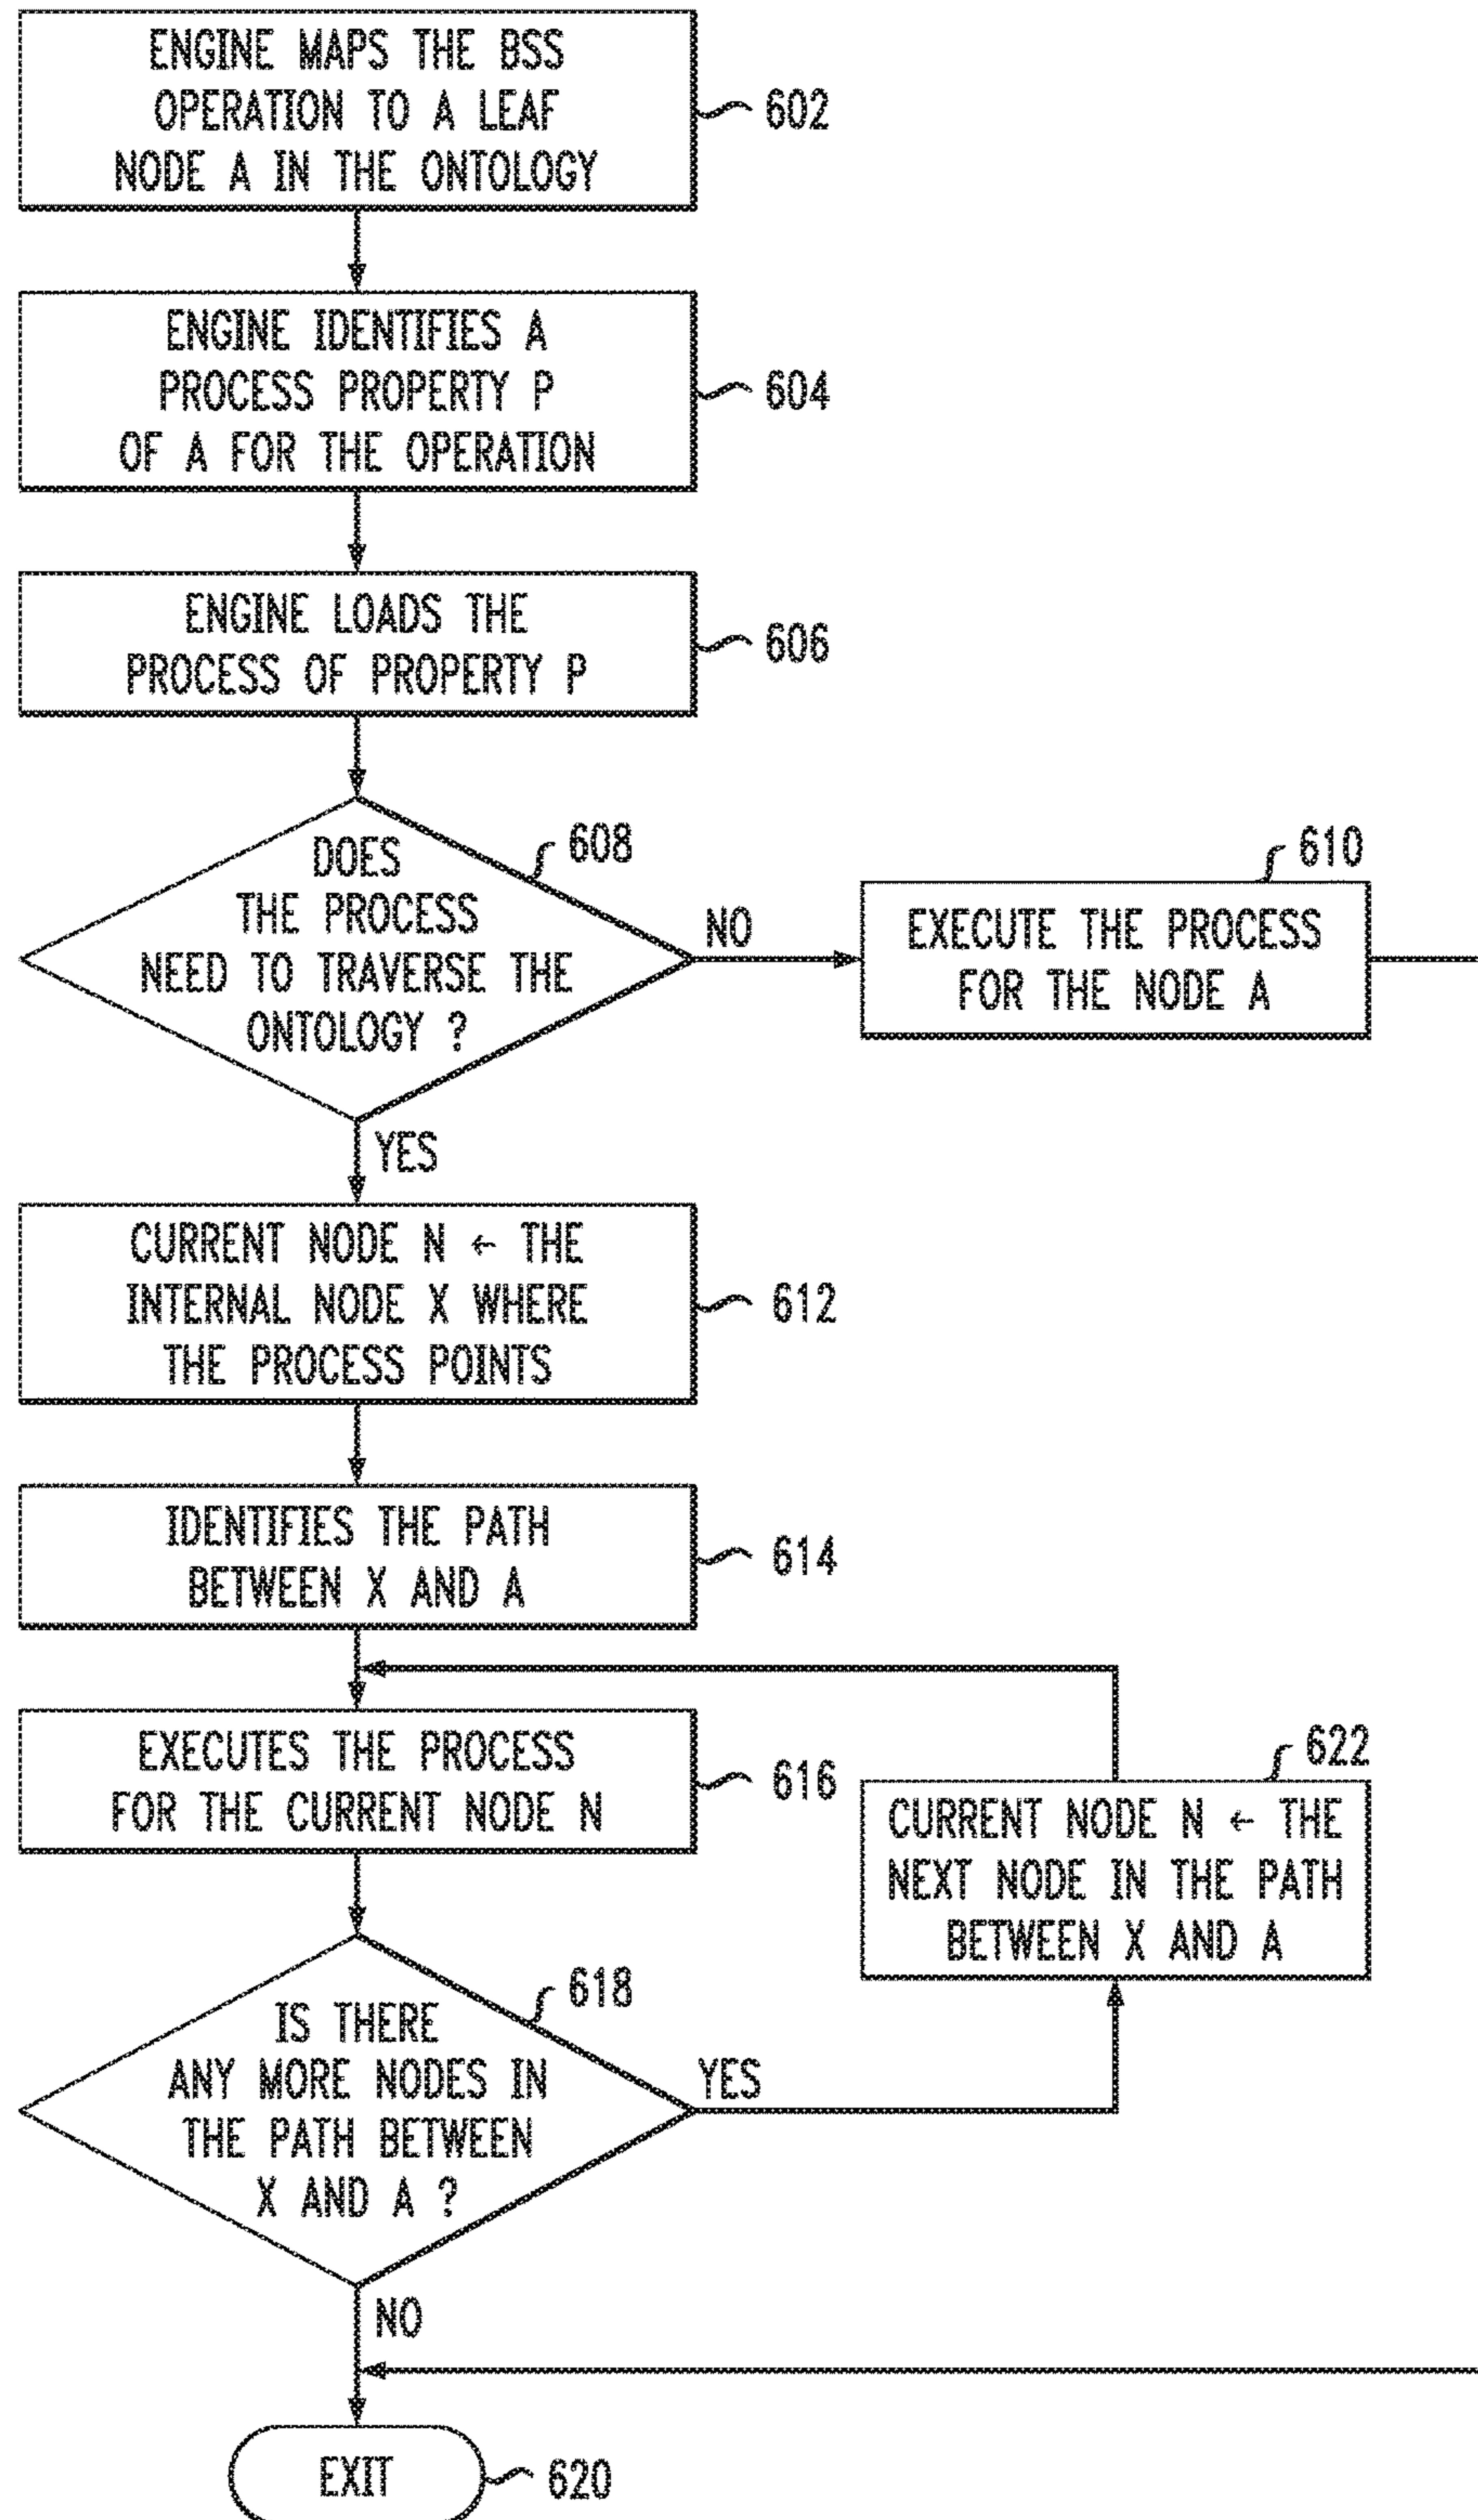 ENGINE MAPS THE BSS
OPERATION TO A LEAF
NODE A IN THE ONTOLOGY
602
ENGINE IDENTIFIES A
PROCESS PROPERTY P
OF A FOR THE OPERATION
604
ENGINE LOADS THE
PROCESS OF PROPERTY P
606
DOES
THE PROCESS
NEED TO TRAVERSE THE
ONTOLOGY ?
608
NO
610
EXECUTE THE PROCESS
FOR THE NODE A
YES
CURRENT NODE N ← THE
INTERNAL NODE X WHERE
THE PROCESS POINTS
612
IDENTIFIES THE PATH
BETWEEN X AND A
614
EXECUTES THE PROCESS
FOR THE CURRENT NODE N
616
622
CURRENT NODE N ← THE
NEXT NODE IN THE PATH
BETWEEN X AND A
IS THERE
ANY MORE NODES IN
THE PATH BETWEEN
X AND A ?
618
YES
NO
EXIT
620